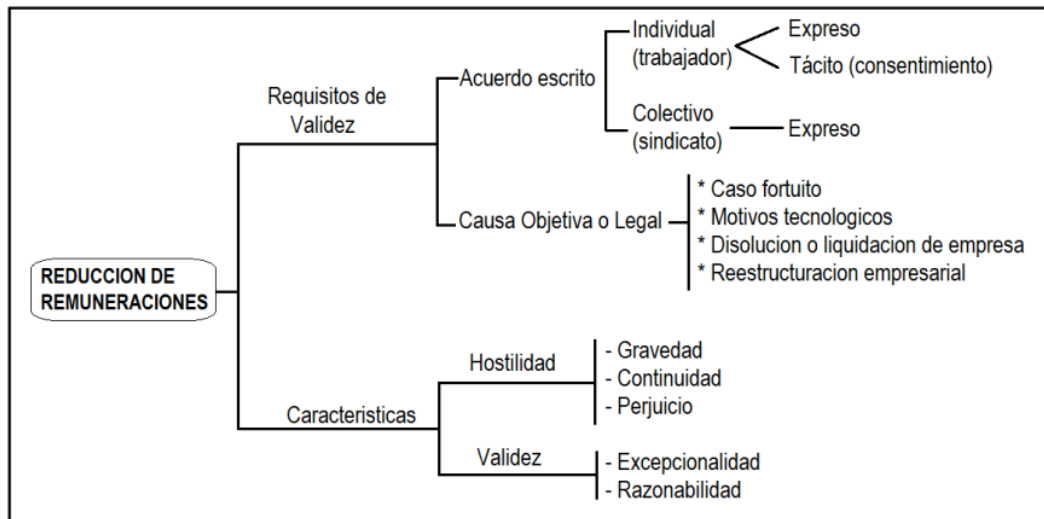 REDUCCION DE
REMUNERACIONES
Requisitos de
Validez
Acuerdo escrito
Individual
(trabajador)
Expreso
Tácito (consentimiento)
Colectivo
(sindicato)
Expreso
Causa Objetiva o Legal
* Caso fortuito
* Motivos tecnologicos
* Disolucion o liquidacion de empresa
* Reestructuracion empresarial
Caracteristicas
Hostilidad
- Gravedad
- Continuidad
- Perjuicio
Validez
- Excepcionalidad
- Razonabilidad